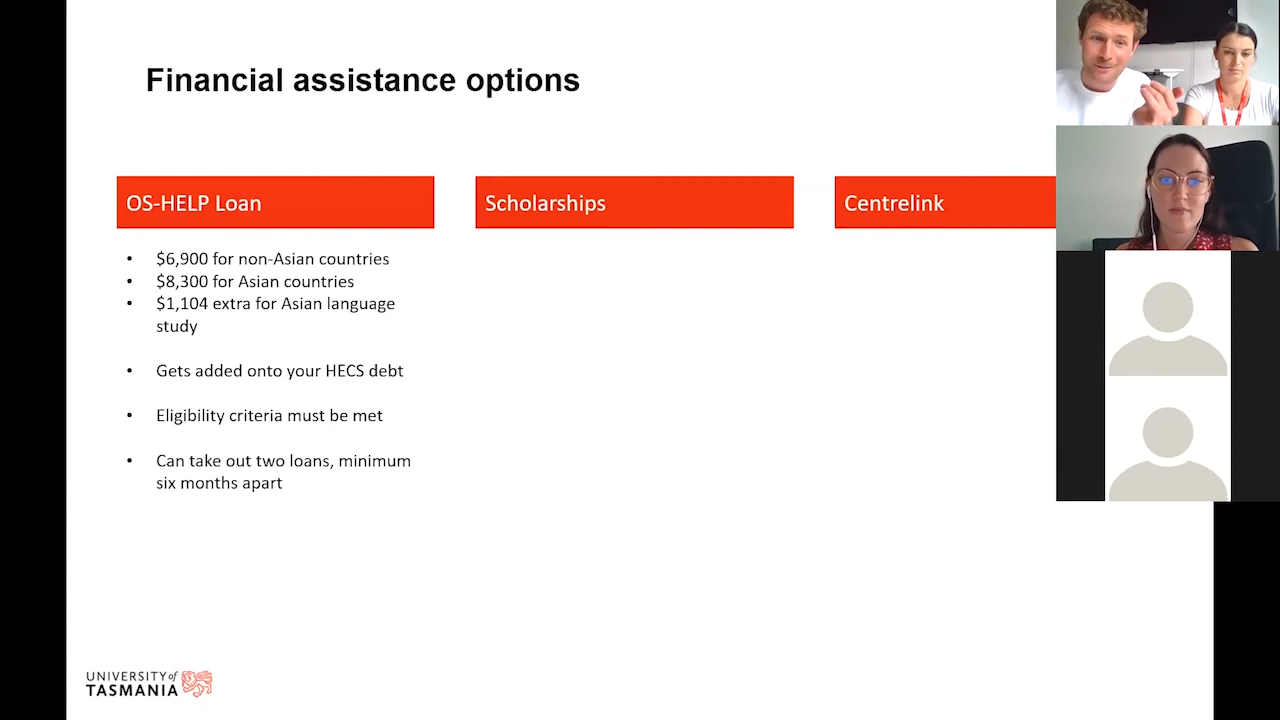 Financial assistance options
OS-HELP Loan
• $6,900 for non-Asian countries
• $8,300 for Asian countries
• $1,104 extra for Asian language
study
• Gets added onto your HECS debt
• Eligibility criteria must be met
• Can take out two loans, minimum
six months apart
Scholarships
Centrelink
UNIVERSITY of
TASMANIA